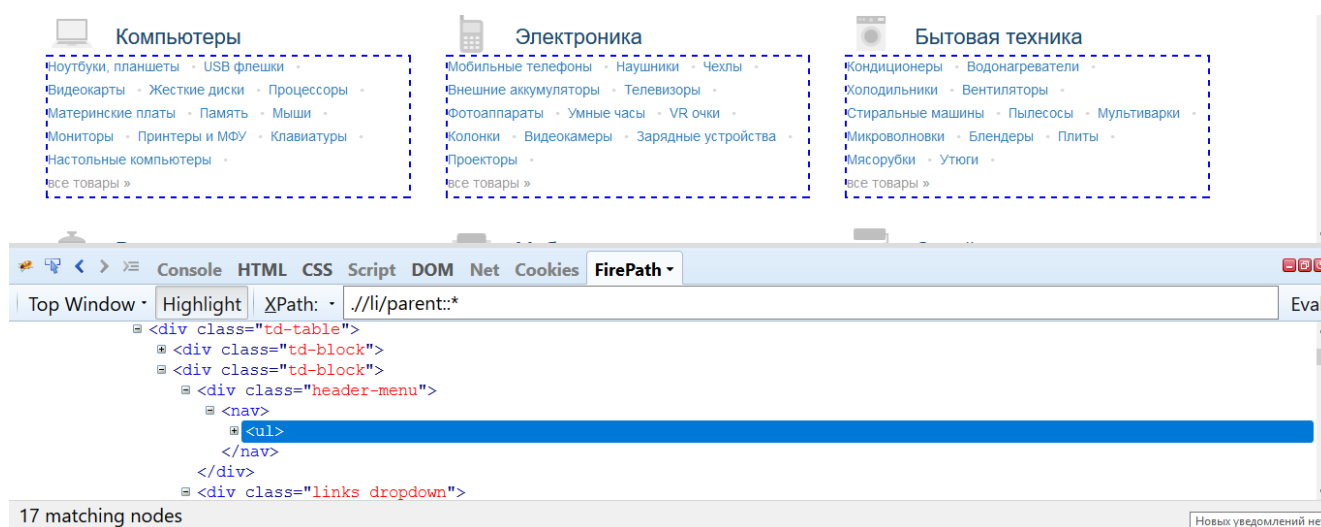 Компьютеры Электроника Бытовая техника
Ноутбуки, планшеты · USB флешки · Мобильные телефоны · Наушники · Чехлы · Кондиционеры · Водонагреватели ·
Видеокарты · Жесткие диски · Процессоры · Внешние аккумуляторы · Телевизоры · Холодильники · Вентиляторы ·
Материнские платы · Память · Мыши · Фотоаппараты · Умные часы · VR очки · Стиральные машины · Пылесосы · Мультиварки ·
Мониторы · Принтеры и МФУ · Клавиатуры · Колонки · Видеокамеры · Зарядные устройства · Микроволновки · Блендеры · Плиты ·
Настольные компьютеры · Проекторы · Мясорубки · Утюги ·
все товары » все товары » все товары »
Console HTML CSS Script DOM Net Cookies FirePath
Top Window Highlight XPath: .//li/parent::* Eval
<div class="td-table">
<div class="td-block">
<div class="td-block">
<div class="header-menu">
<nav>
<ul>
</nav>
</div>
<div class="links dropdown">
17 matching nodes
Новых уведомлений нет